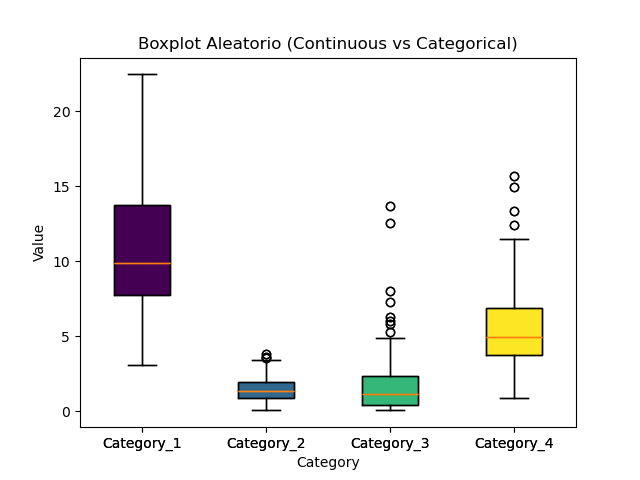 Boxplot Aleatorio (Continuous vs Categorical)
Value
20
15
10
5
0
Category_1 Category_2 Category_3 Category_4
Category